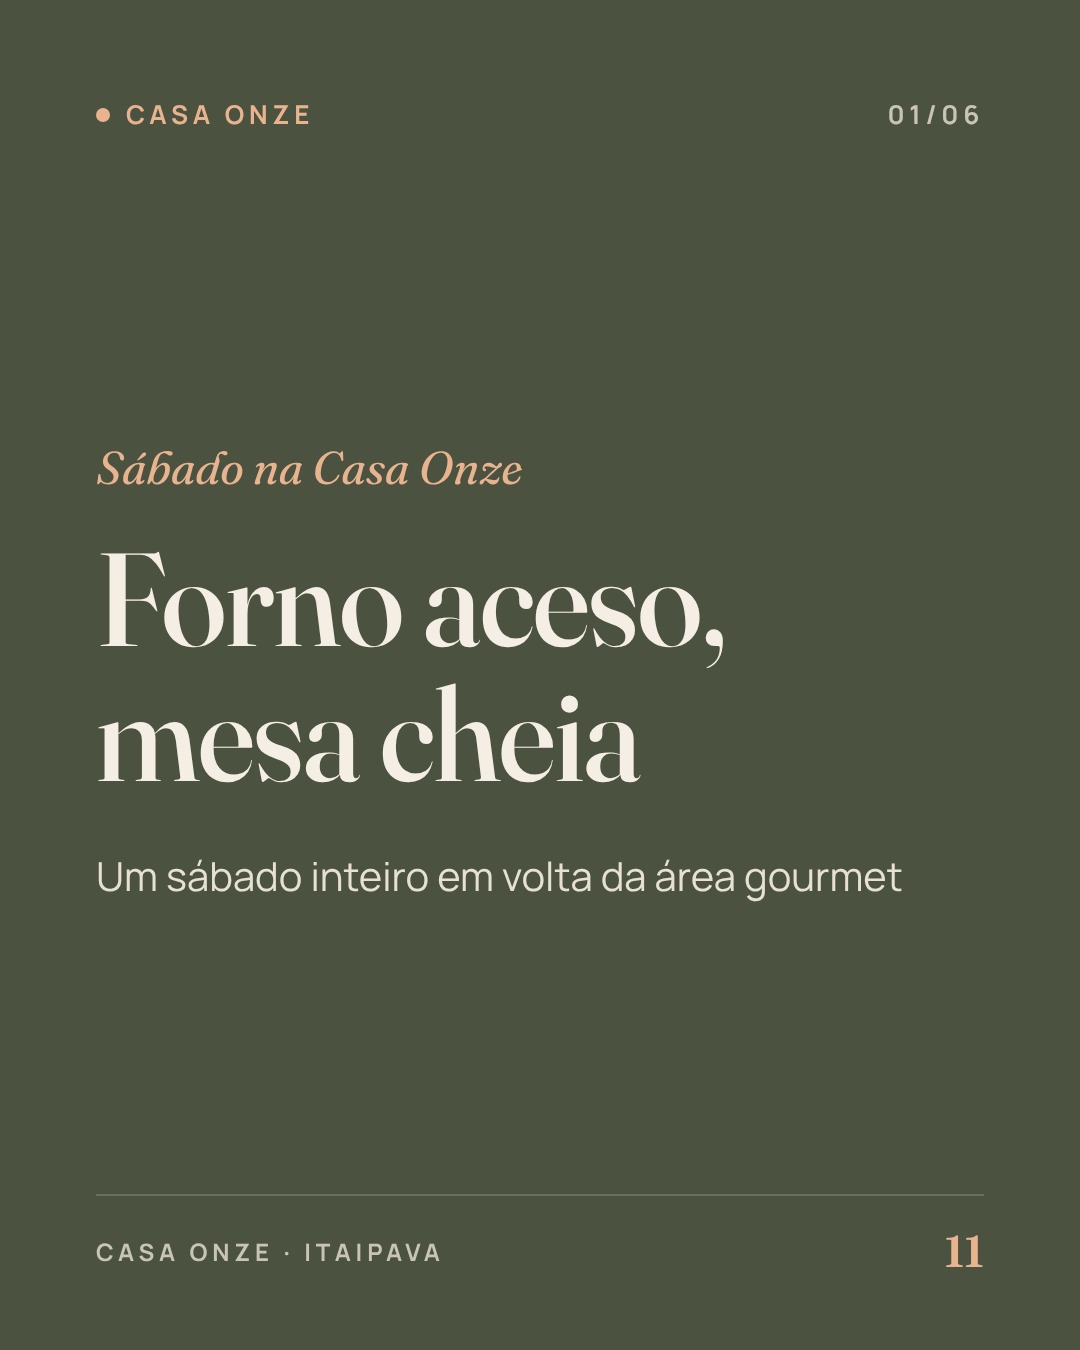 CASA ONZE
01/06
Sábado na Casa Onze
Forno aceso,
mesa cheia
Um sábado inteiro em volta da área gourmet
CASA ONZE · ITAIPAVA
11